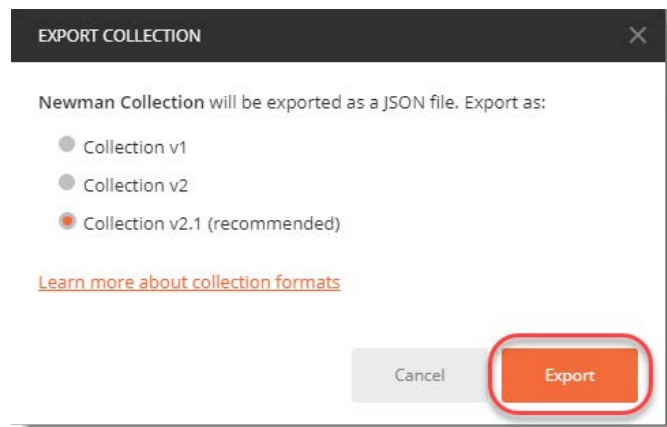 EXPORT COLLECTION
Newman Collection will be exported as a JSON file. Export as:
Collection v1
Collection v2
Collection v2.1 (recommended)
Learn more about collection formats
Cancel Export